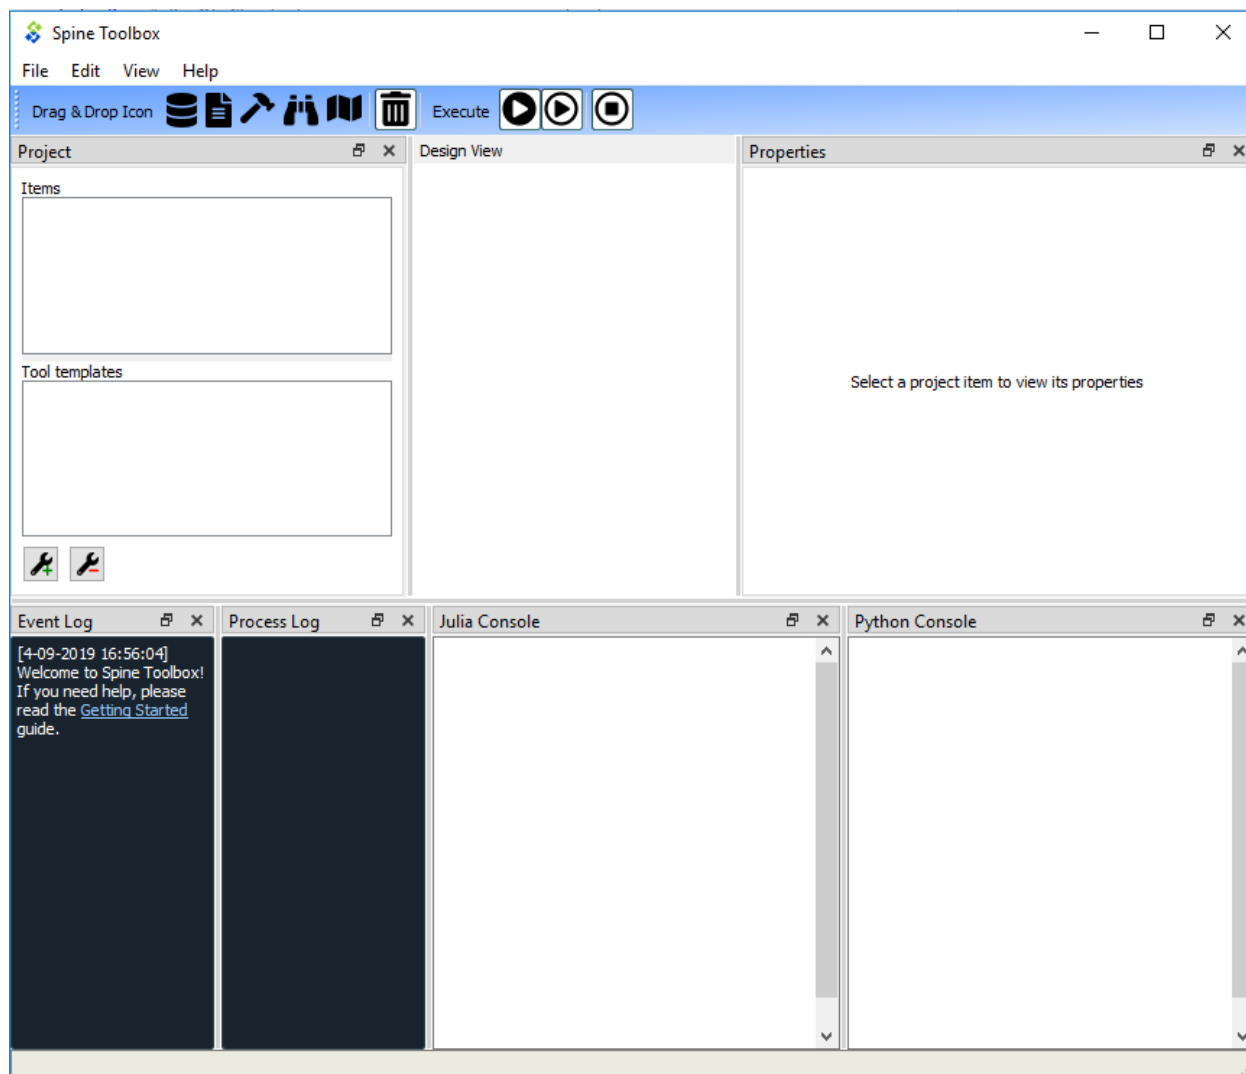 Spine Toolbox
File Edit View Help
Drag & Drop Icon Execute
Project
Design View
Properties
Items
Tool templates
Select a project item to view its properties
Event Log
Process Log
Julia Console
Python Console
[4-09-2019 16:56:04]
Welcome to Spine Toolbox!
If you need help, please
read the Getting Started
guide.